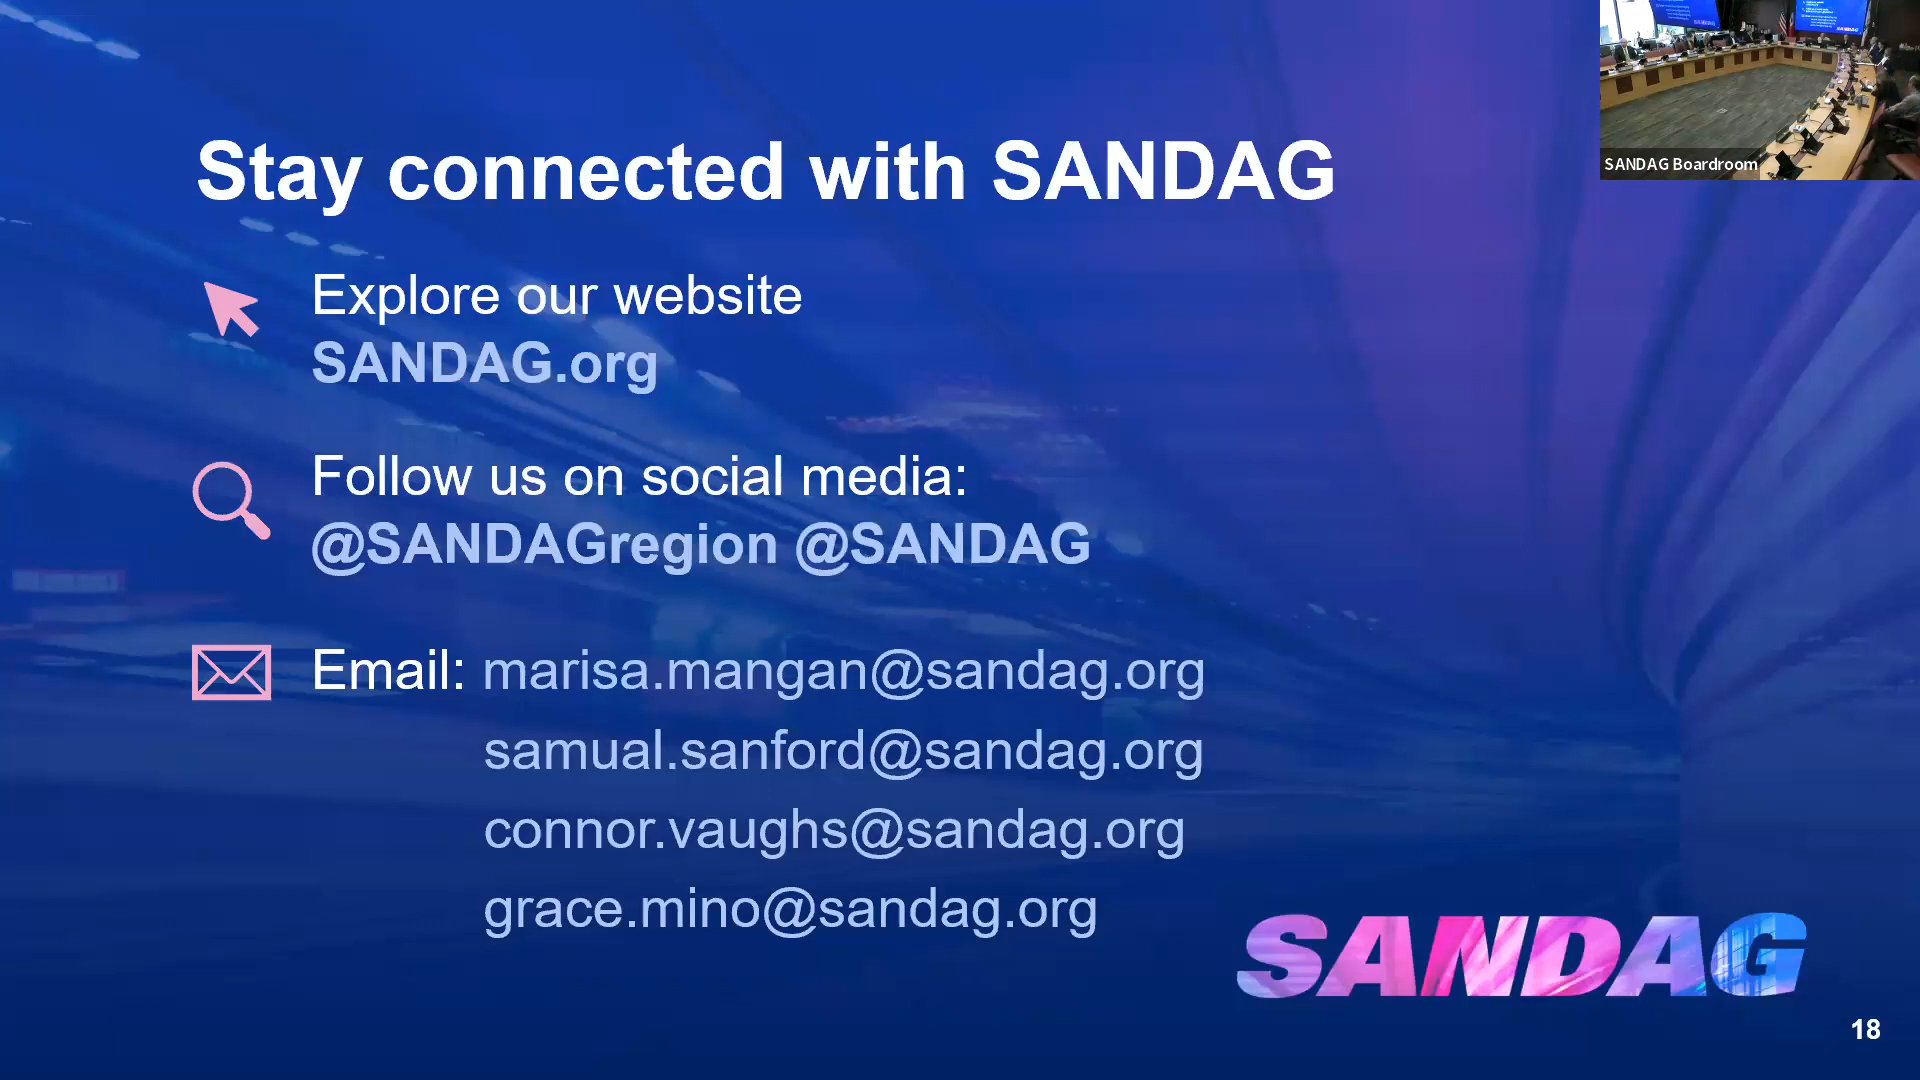 Stay connected with SANDAG
Explore our website
SANDAG.org
Follow us on social media:
@SANDAGregion @SANDAG
Email: marisa.mangan@sandag.org
samual.sanford@sandag.org
connor.vaughs@sandag.org
grace.mino@sandag.org
SANDAG
18
SANDAG Boardroom